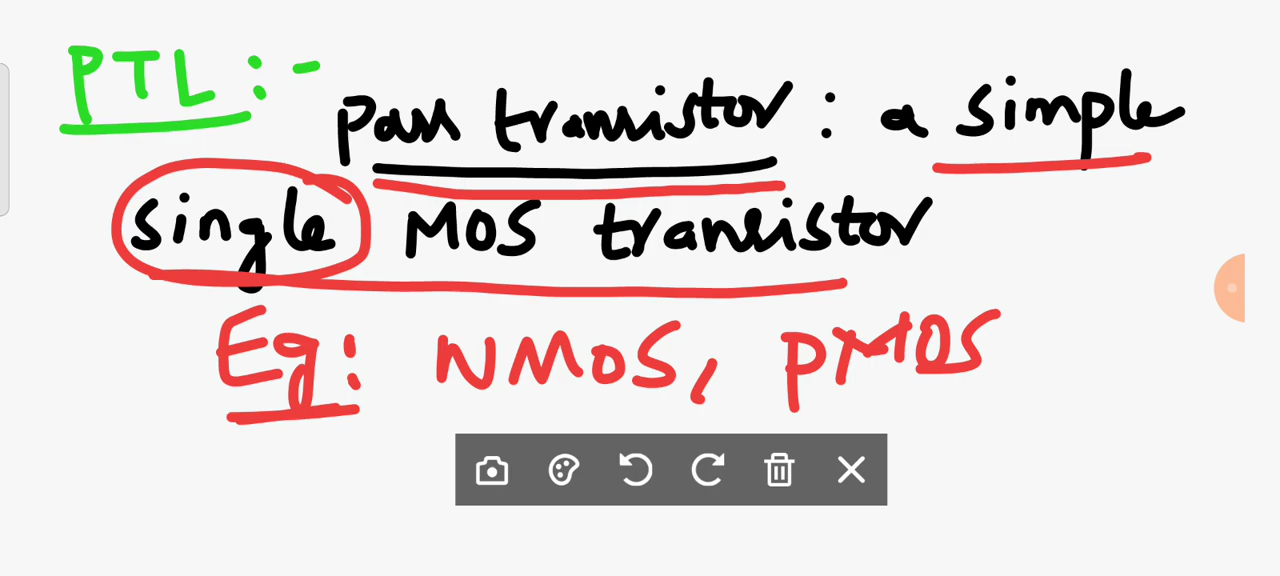 PTL :-
pass transistor : a simple
single MOS transistor
Eg: NMOS, PMOS